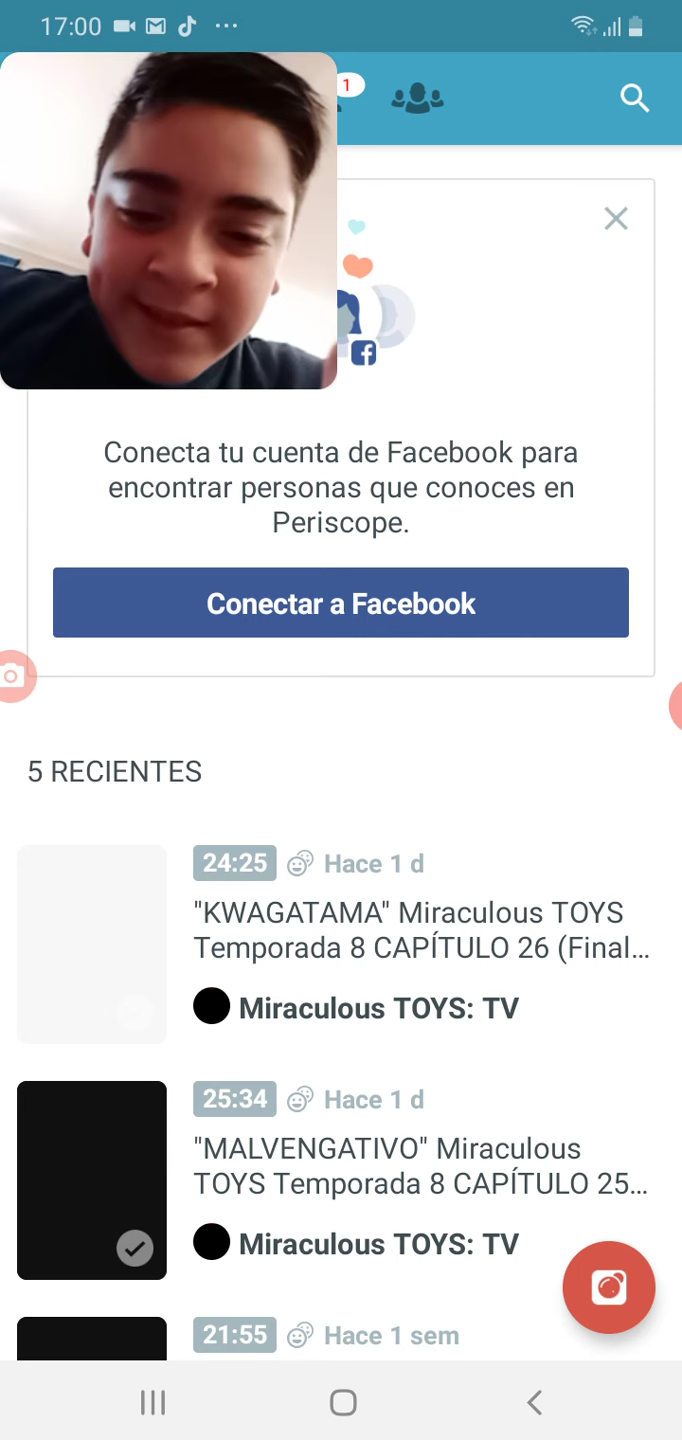 17:00
1
Conecta tu cuenta de Facebook para
encontrar personas que conoces en
Periscope.
Conectar a Facebook
5 RECIENTES
24:25 Hace 1 d
"KWAGATAMA" Miraculous TOYS
Temporada 8 CAPÍTULO 26 (Final...
Miraculous TOYS: TV
25:34 Hace 1 d
"MALVENGATIVO" Miraculous
TOYS Temporada 8 CAPÍTULO 25...
Miraculous TOYS: TV
21:55 Hace 1 sem